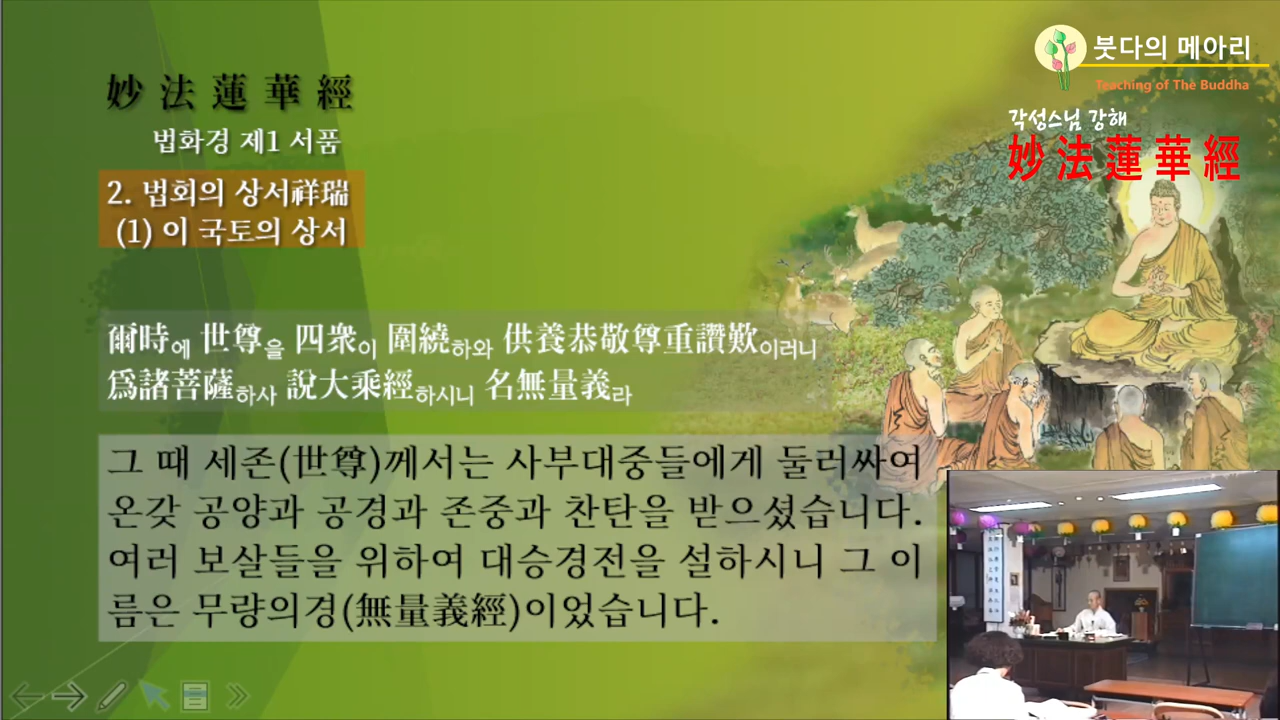 妙法蓮華經
법화경 제1 서품
2. 법회의 상서祥瑞
(1) 이 국토의 상서
爾時에 世尊을 四衆이 圍繞하와 供養恭敬尊重讚歎이러니
爲諸菩薩하사 說大乘經하시니 名無量義라
그 때 세존(世尊)께서는 사부대중들에게 둘러싸여
온갖 공양과 공경과 존중과 찬탄을 받으셨습니다.
여러 보살들을 위하여 대승경전을 설하시니 그 이
름은 무량의경(無量義經)이었습니다.
붓다의 메아리
Teaching of The Buddha
각성스님 강해
妙法蓮華經